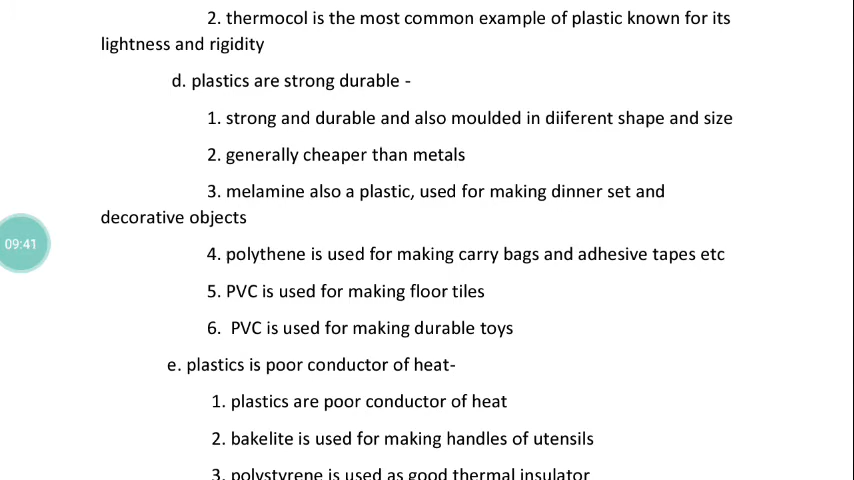 2. thermocol is the most common example of plastic known for its
lightness and rigidity
d. plastics are strong durable -
1. strong and durable and also moulded in diiferent shape and size
2. generally cheaper than metals
3. melamine also a plastic, used for making dinner set and
decorative objects
09:41
4. polythene is used for making carry bags and adhesive tapes etc
5. PVC is used for making floor tiles
6. PVC is used for making durable toys
e. plastics is poor conductor of heat-
1. plastics are poor conductor of heat
2. bakelite is used for making handles of utensils
3. polystyrene is used as good thermal insulator